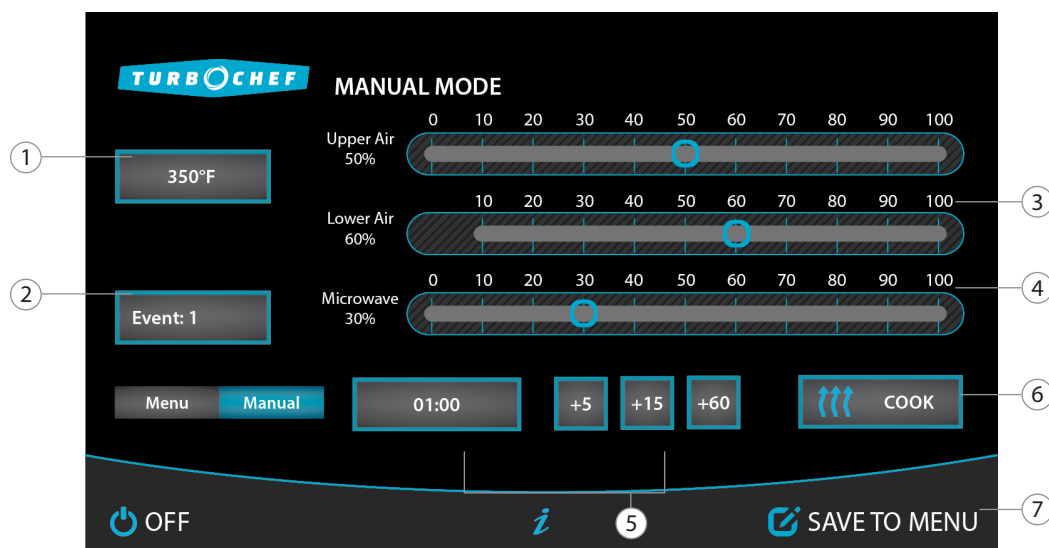 TURBOCHEF
MANUAL MODE
0 10 20 30 40 50 60 70 80 90 100
Upper Air
50%
1
350°F
10 20 30 40 50 60 70 80 90 100
3
Lower Air
60%
0 10 20 30 40 50 60 70 80 90 100
4
Microwave
30%
2
Event: 1
Menu Manual 01:00 +5 +15 +60 COOK
6
OFF i 5 SAVE TO MENU
7